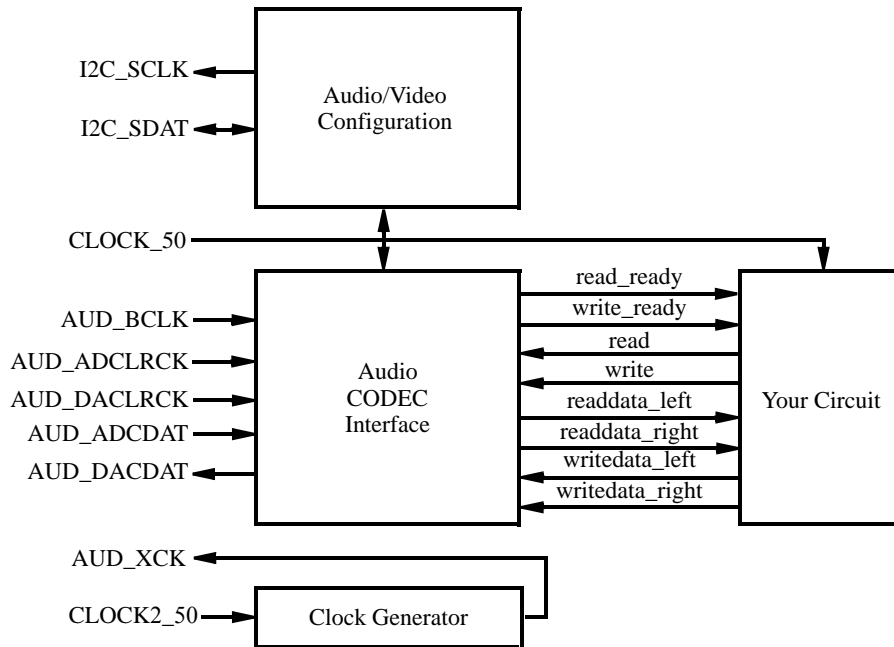 I2C_SCLK
I2C_SDAT
Audio/Video
Configuration
CLOCK_50
AUD_BCLK
AUD_ADCLRCK
AUD_DACLRCK
AUD_ADCDAT
AUD_DACDAT
Audio
CODEC
Interface
read_ready
write_ready
read
write
readdata_left
readdata_right
writedata_left
writedata_right
Your Circuit
AUD_XCK
CLOCK2_50
Clock Generator